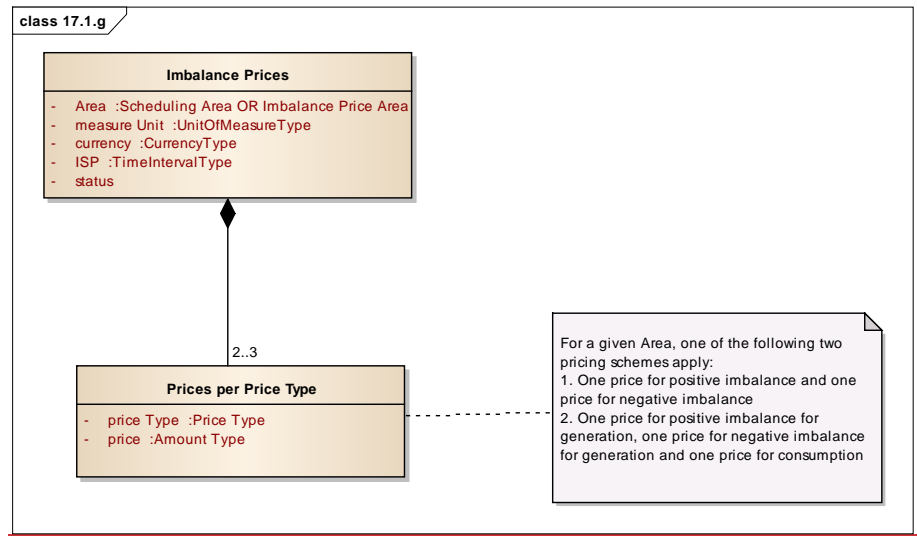 class 17.1.g
Imbalance Prices
- Area :Scheduling Area OR Imbalance Price Area
- measure Unit :UnitOfMeasureType
- currency :CurrencyType
- ISP :TimeIntervalType
- status
2..3
Prices per Price Type
- price Type :Price Type
- price :Amount Type
For a given Area, one of the following two
pricing schemes apply:
1. One price for positive imbalance and one
price for negative imbalance
2. One price for positive imbalance for
generation, one price for negative imbalance
for generation and one price for consumption